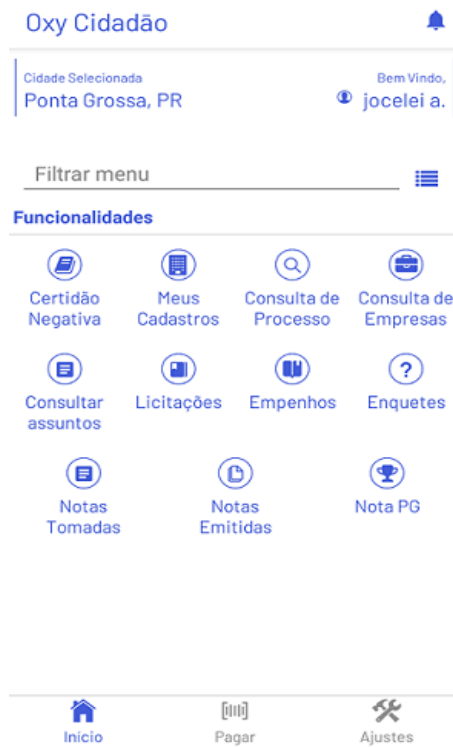 Oxy Cidadão
Cidade Selecionada
Ponta Grossa, PR
Bem Vindo,
jocelei a.
Filtrar menu
Funcionalidades
Certidão
Negativa
Meus
Cadastros
Consulta de
Processo
Consulta de
Empresas
Consultar
assuntos
Licitações
Empenhos
?
Enquetes
Notas
Tomadas
Notas
Emitidas
Nota PG
Início
Pagar
Ajustes